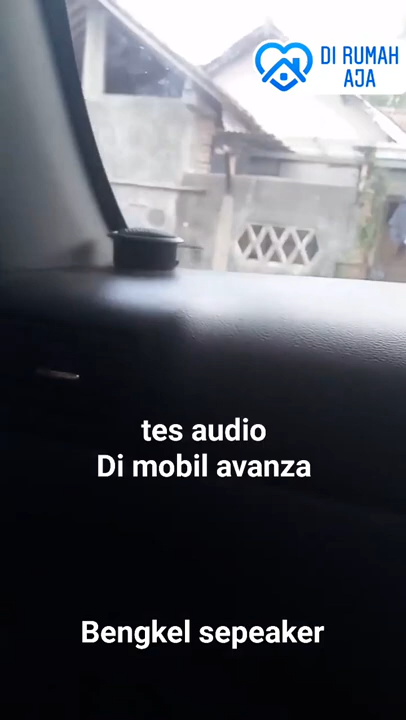 DI RUMAH
AJA
tes audio
Di mobil avanza
Bengkel sepeaker